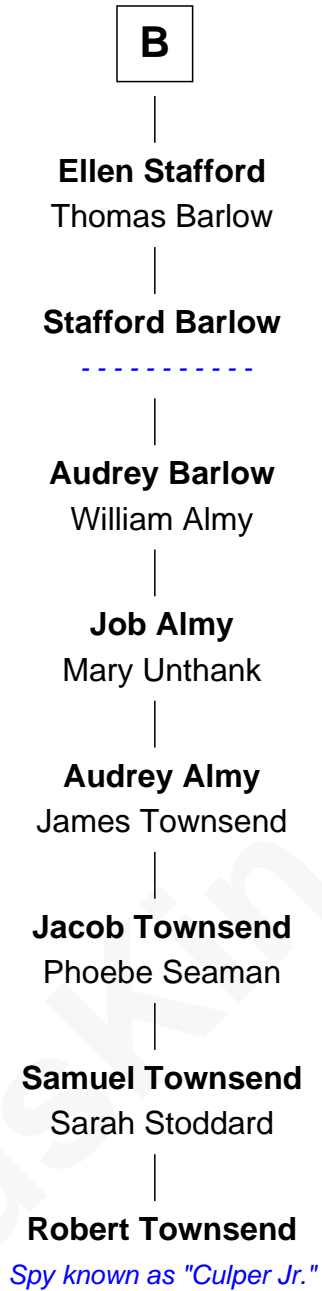 B
Ellen Stafford
Thomas Barlow
Stafford Barlow
- - - - - - - - - - -
Audrey Barlow
William Almy
Job Almy
Mary Unthank
Audrey Almy
James Townsend
Jacob Townsend
Phoebe Seaman
Samuel Townsend
Sarah Stoddard
Robert Townsend
Spy known as "Culper Jr."